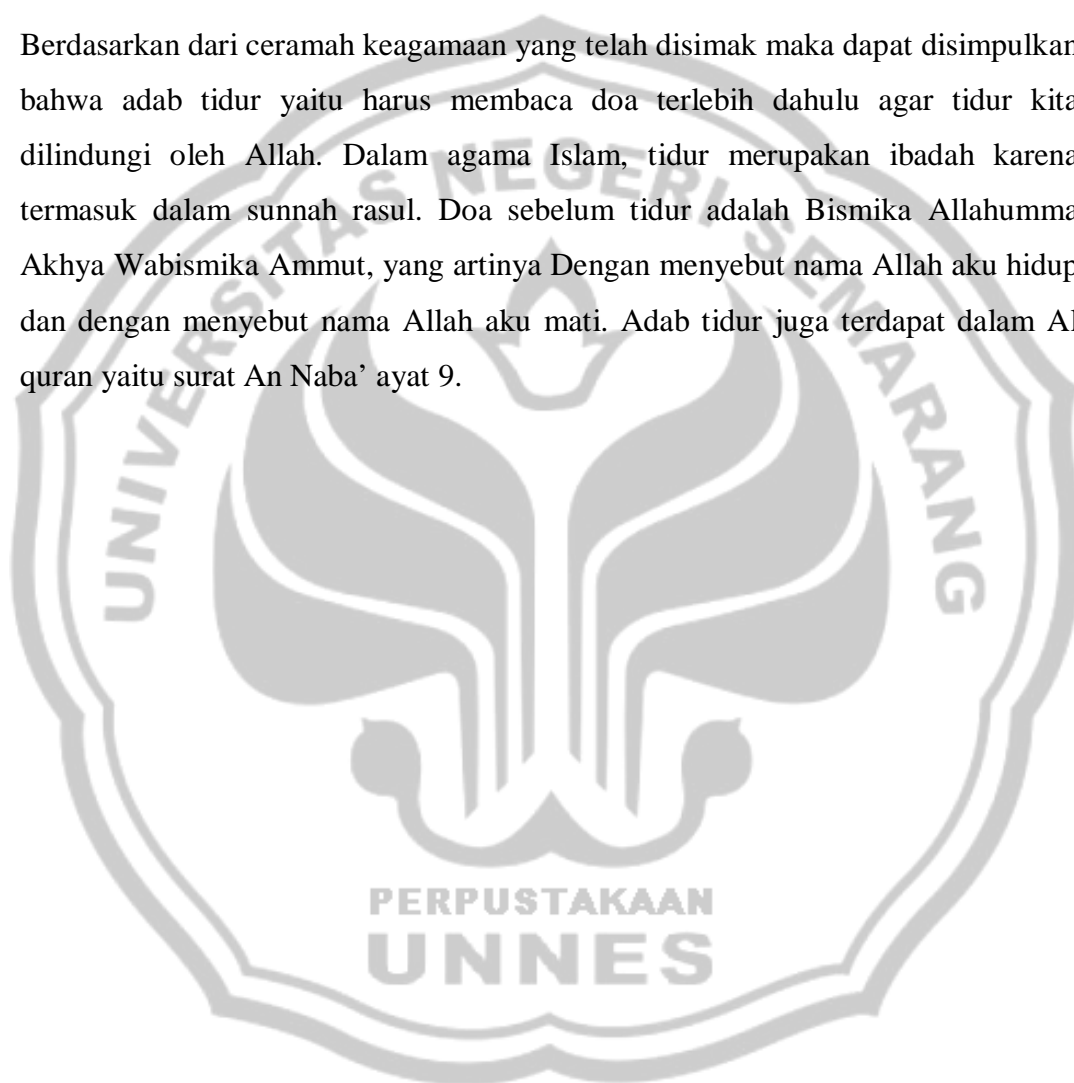 Berdasarkan dari ceramah keagamaan yang telah disimak maka dapat disimpulkan
bahwa adab tidur yaitu harus membaca doa terlebih dahulu agar tidur kita
dilindungi oleh Allah. Dalam agama Islam, tidur merupakan ibadah karena
termasuk dalam sunnah rasul. Doa sebelum tidur adalah Bismika Allahumma
Akhya Wabismika Ammut, yang artinya Dengan menyebut nama Allah aku hidup
dan dengan menyebut nama Allah aku mati. Adab tidur juga terdapat dalam Al
quran yaitu surat An Naba’ ayat 9.
UNIVERSITAS NEGERI SEMARANG
PERPUSTAKAAN
UNNES